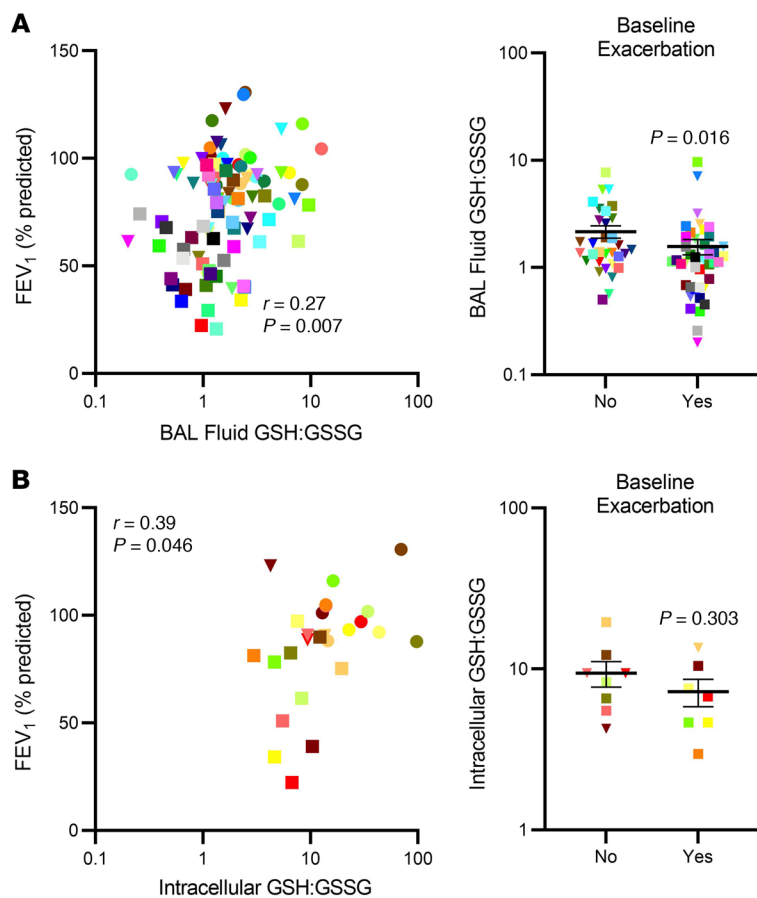 A
150
100
50
0
FEV1 (% predicted)
r = 0.27
P = 0.007
0.1
1
10
100
BAL Fluid GSH:GSSG
Baseline
Exacerbation
100
10
1
0.1
BAL Fluid GSH:GSSG
P = 0.016
No
Yes
B
150
100
50
0
FEV1 (% predicted)
r = 0.39
P = 0.046
0.1
1
10
100
Intracellular GSH:GSSG
Baseline
Exacerbation
100
10
1
Intracellular GSH:GSSG
P = 0.303
No
Yes